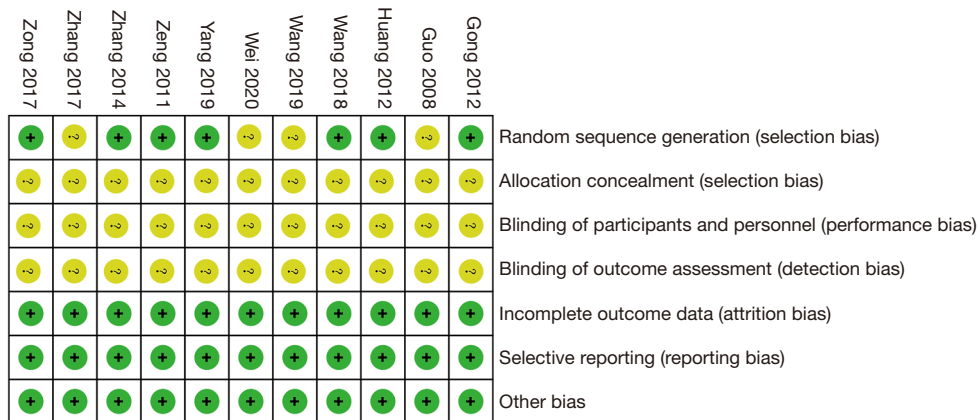 Zong 2017
Zhang 2017
Zhang 2014
Zeng 2011
Yang 2019
Wei 2020
Wang 2019
Wang 2018
Huang 2012
Guo 2008
Gong 2012
+ ? + + + ? ? + + ? + Random sequence generation (selection bias)
? ? ? ? ? ? ? ? ? ? ? Allocation concealment (selection bias)
? ? ? ? ? ? ? ? ? ? ? Blinding of participants and personnel (performance bias)
? ? ? ? ? ? ? ? ? ? ? Blinding of outcome assessment (detection bias)
+ + + + + + + + + + + Incomplete outcome data (attrition bias)
+ + + + + + + + + + + Selective reporting (reporting bias)
+ + + + + + + + + + + Other bias